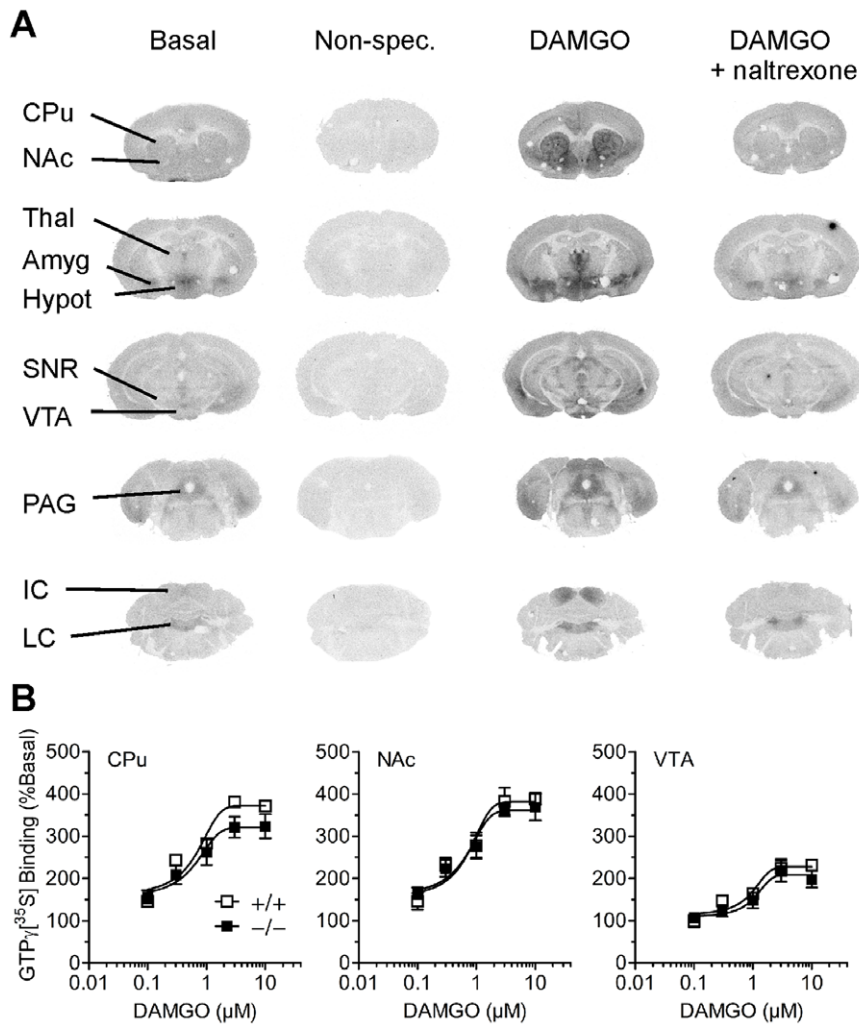 A
Basal Non-spec. DAMGO DAMGO
+ naltrexone
CPu
NAc
Thal
Amyg
Hypot
SNR
VTA
PAG
IC
LC
B
GTPγ[³⁵S] Binding (%Basal)
500 CPu
400
300
200
100
0
+/+
−/−
0.01 0.1 1 10
DAMGO (μM)
500 NAc
400
300
200
100
0
0.01 0.1 1 10
DAMGO (μM)
500 VTA
400
300
200
100
0
0.01 0.1 1 10
DAMGO (μM)